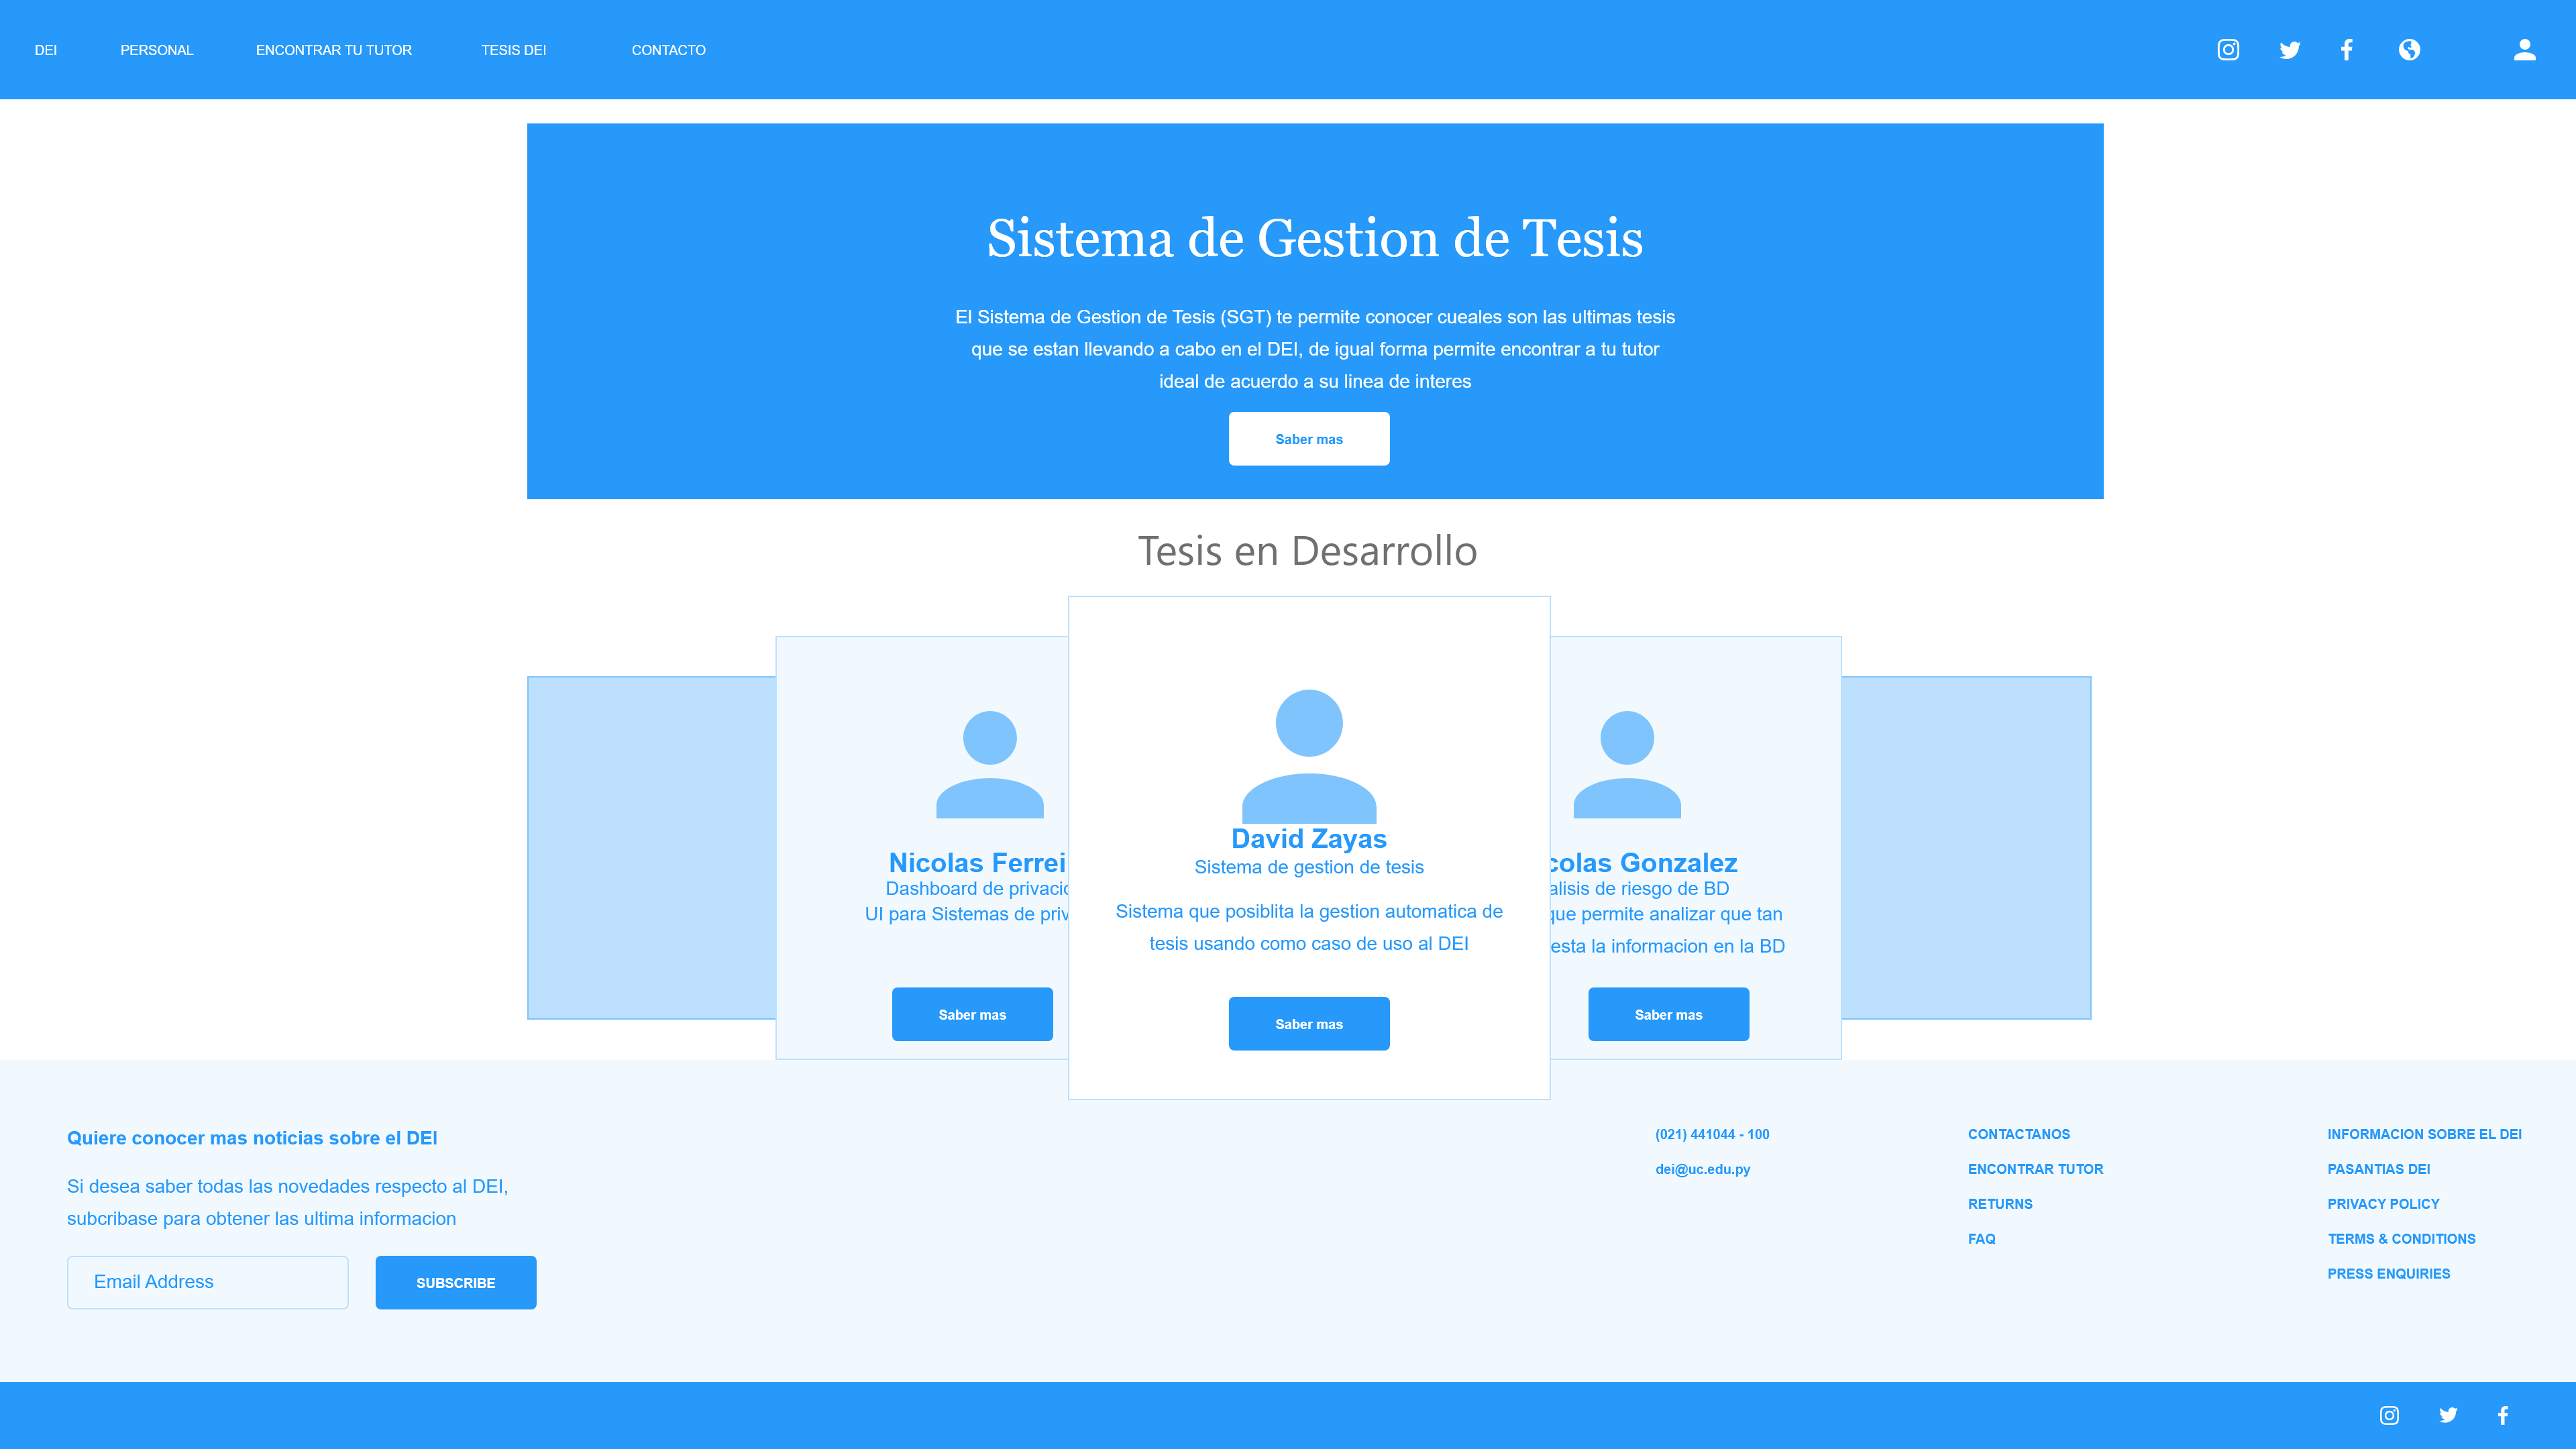 DEI
PERSONAL
ENCONTRAR TU TUTOR
TESIS DEI
CONTACTO
Sistema de Gestion de Tesis
El Sistema de Gestion de Tesis (SGT) te permite conocer cueales son las ultimas tesis
que se estan llevando a cabo en el DEI, de igual forma permite encontrar a tu tutor
ideal de acuerdo a su linea de interes
Saber mas
Tesis en Desarrollo
Nicolas Ferrei
Dashboard de privacid
UI para Sistemas de priv
Saber mas
David Zayas
Sistema de gestion de tesis
Sistema que posiblita la gestion automatica de
tesis usando como caso de uso al DEI
Saber mas
colas Gonzalez
alisis de riesgo de BD
que permite analizar que tan
esta la informacion en la BD
Saber mas
Quiere conocer mas noticias sobre el DEI
Si desea saber todas las novedades respecto al DEI,
subcribase para obtener las ultima informacion
Email Address
SUBSCRIBE
(021) 441044 - 100
dei@uc.edu.py
CONTACTANOS
ENCONTRAR TUTOR
RETURNS
FAQ
INFORMACION SOBRE EL DEI
PASANTIAS DEI
PRIVACY POLICY
TERMS & CONDITIONS
PRESS ENQUIRIES